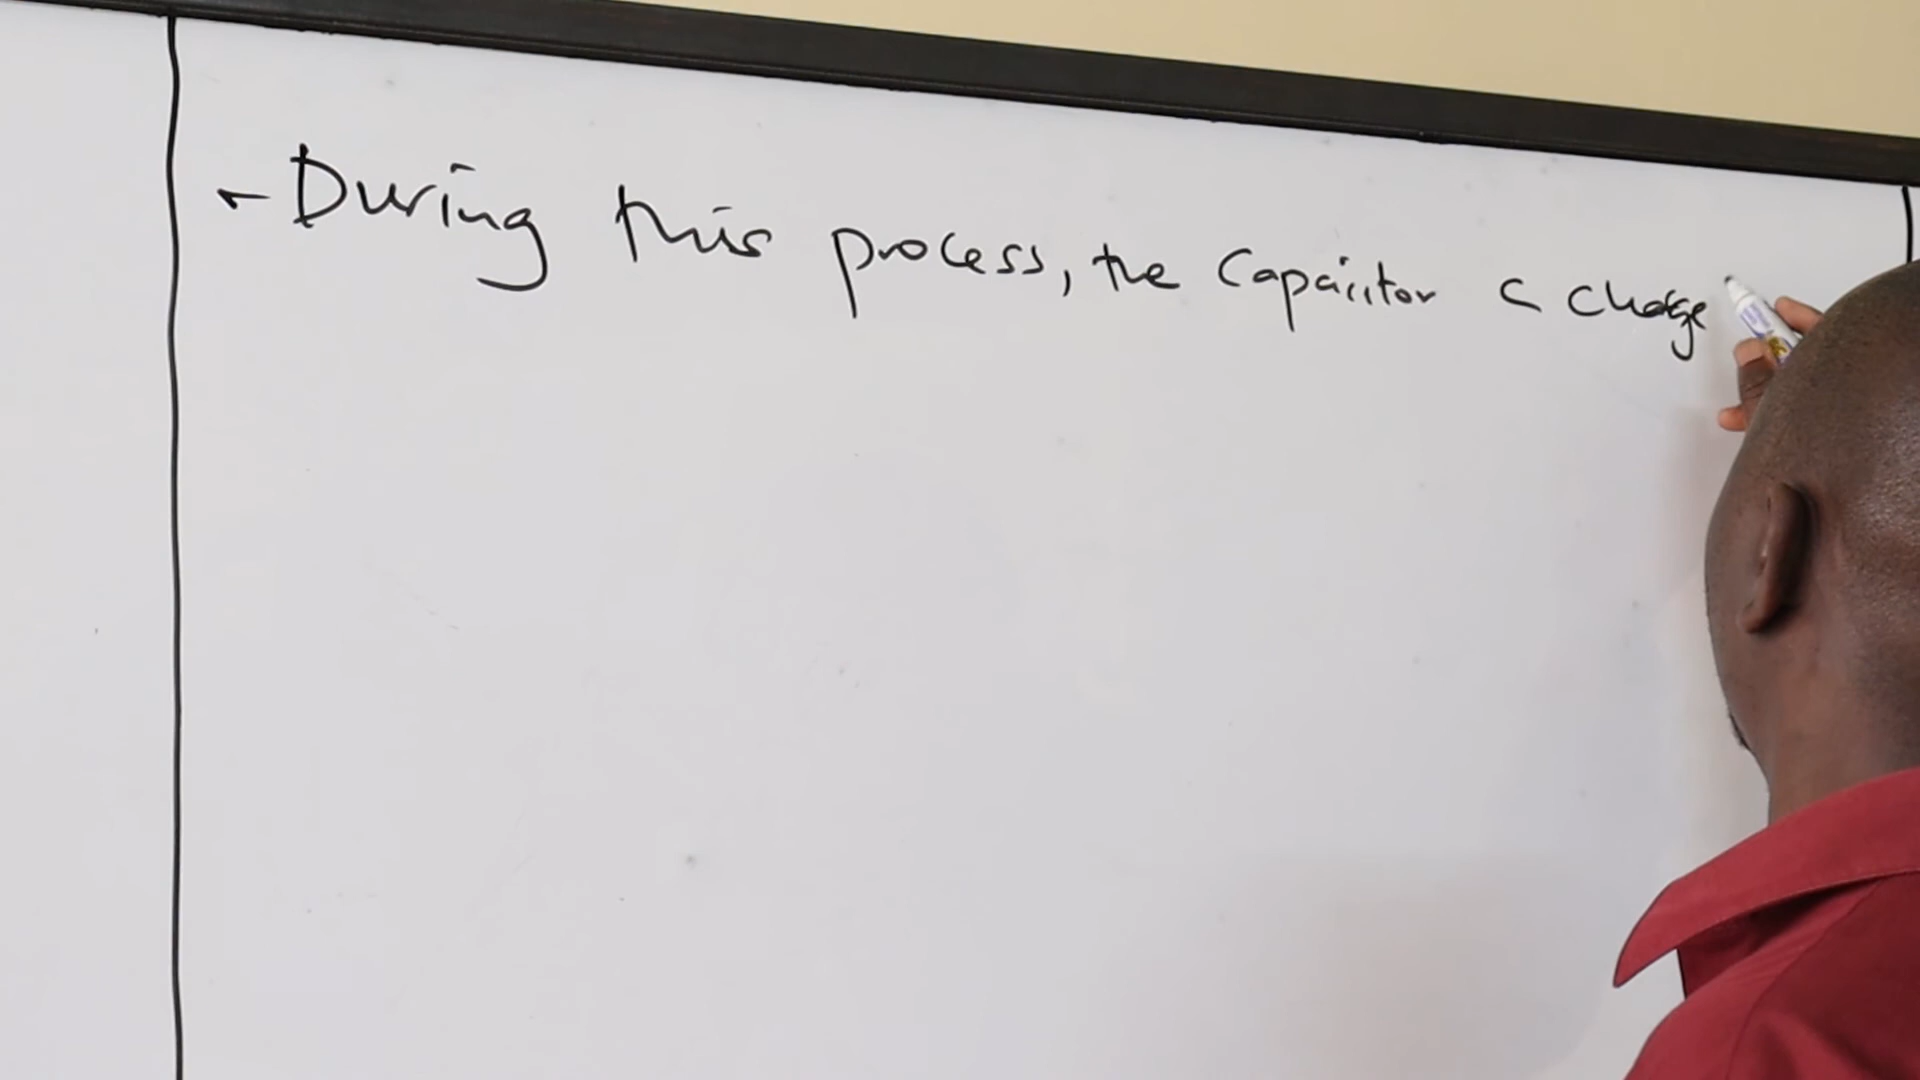 - During this process, the Capacitor C charge